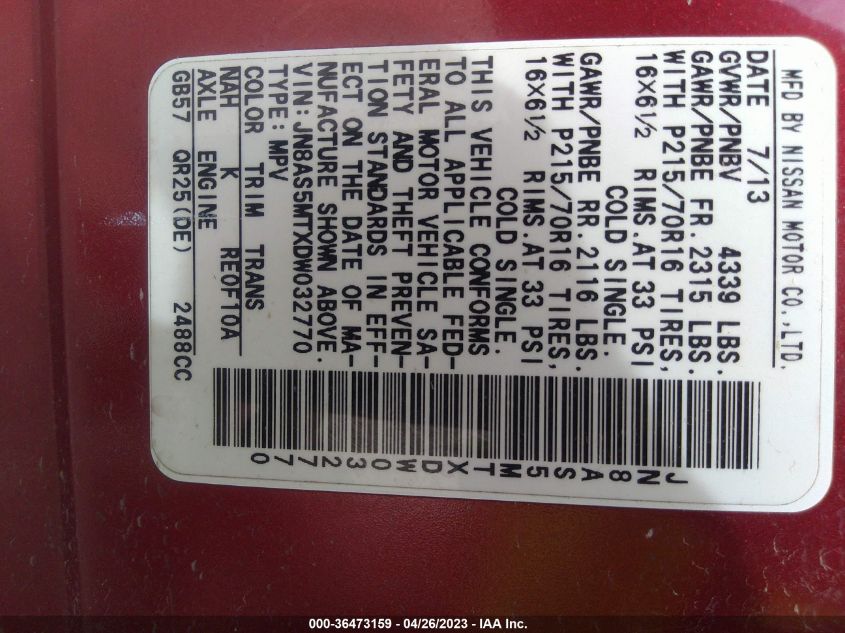 MFD BY NISSAN MOTOR CO.,LTD.
DATE 7/13
GVWR/PNBV 4339 LBS.
GAWR/PNBE FR. 2315 LBS.
WITH P215/70R16 TIRES,
16X6½ RIMS.AT 33 PSI
COLD SINGLE.
GAWR/PNBE RR. 2116 LBS.
WITH P215/70R16 TIRES,
16X6½ RIMS.AT 33 PSI
COLD SINGLE.
THIS VEHICLE CONFORMS
TO ALL APPLICABLE FED-
ERAL MOTOR VEHICLE SA-
FETY AND THEFT PREVEN-
TION STANDARDS IN EFF-
ECT ON THE DATE OF MA-
NUFACTURE SHOWN ABOVE.
VIN: JN8AS5MTXDW032770
TYPE: MPV
COLOR TRIM TRANS
NAH K REOF10A
AXLE ENGINE
GB57 QR25(DE) 2488CC
JN8AS5MTXDW032770
000-36473159 - 04/26/2023 - IAA Inc.